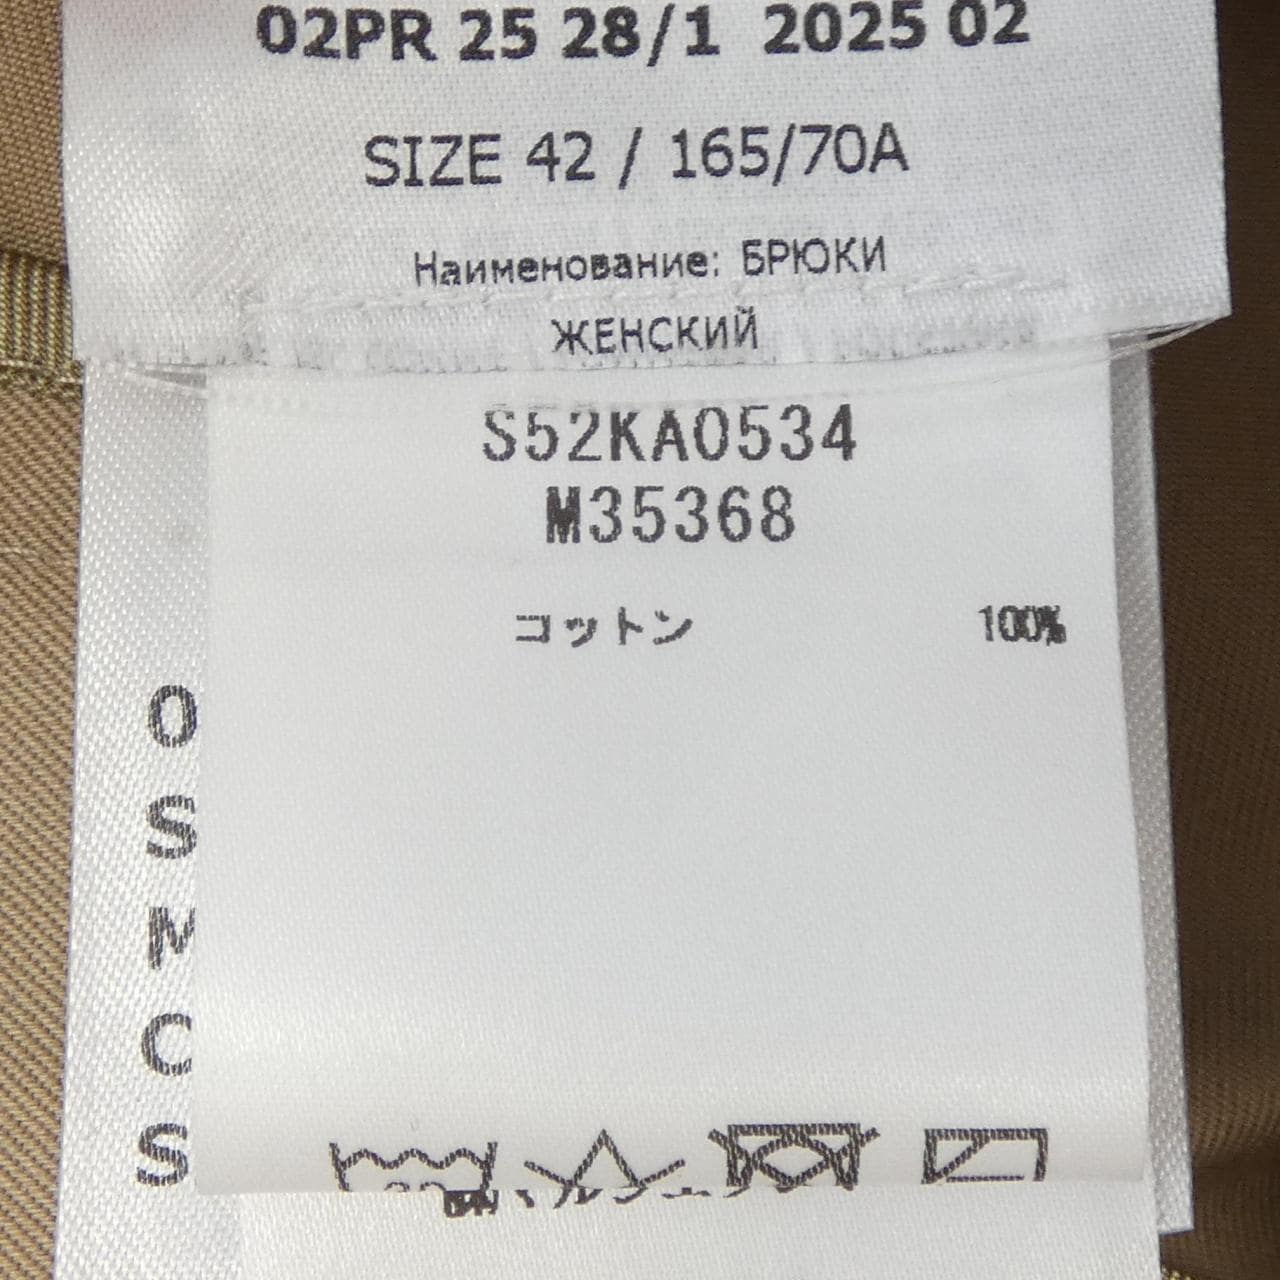 02PR 25 28/1 2025 02
SIZE 42 / 165/70A
Наименование: БРЮКИ
ЖЕНСКИЙ
S52KA0534
M35368
コットン 100%
O
S
M
C
S